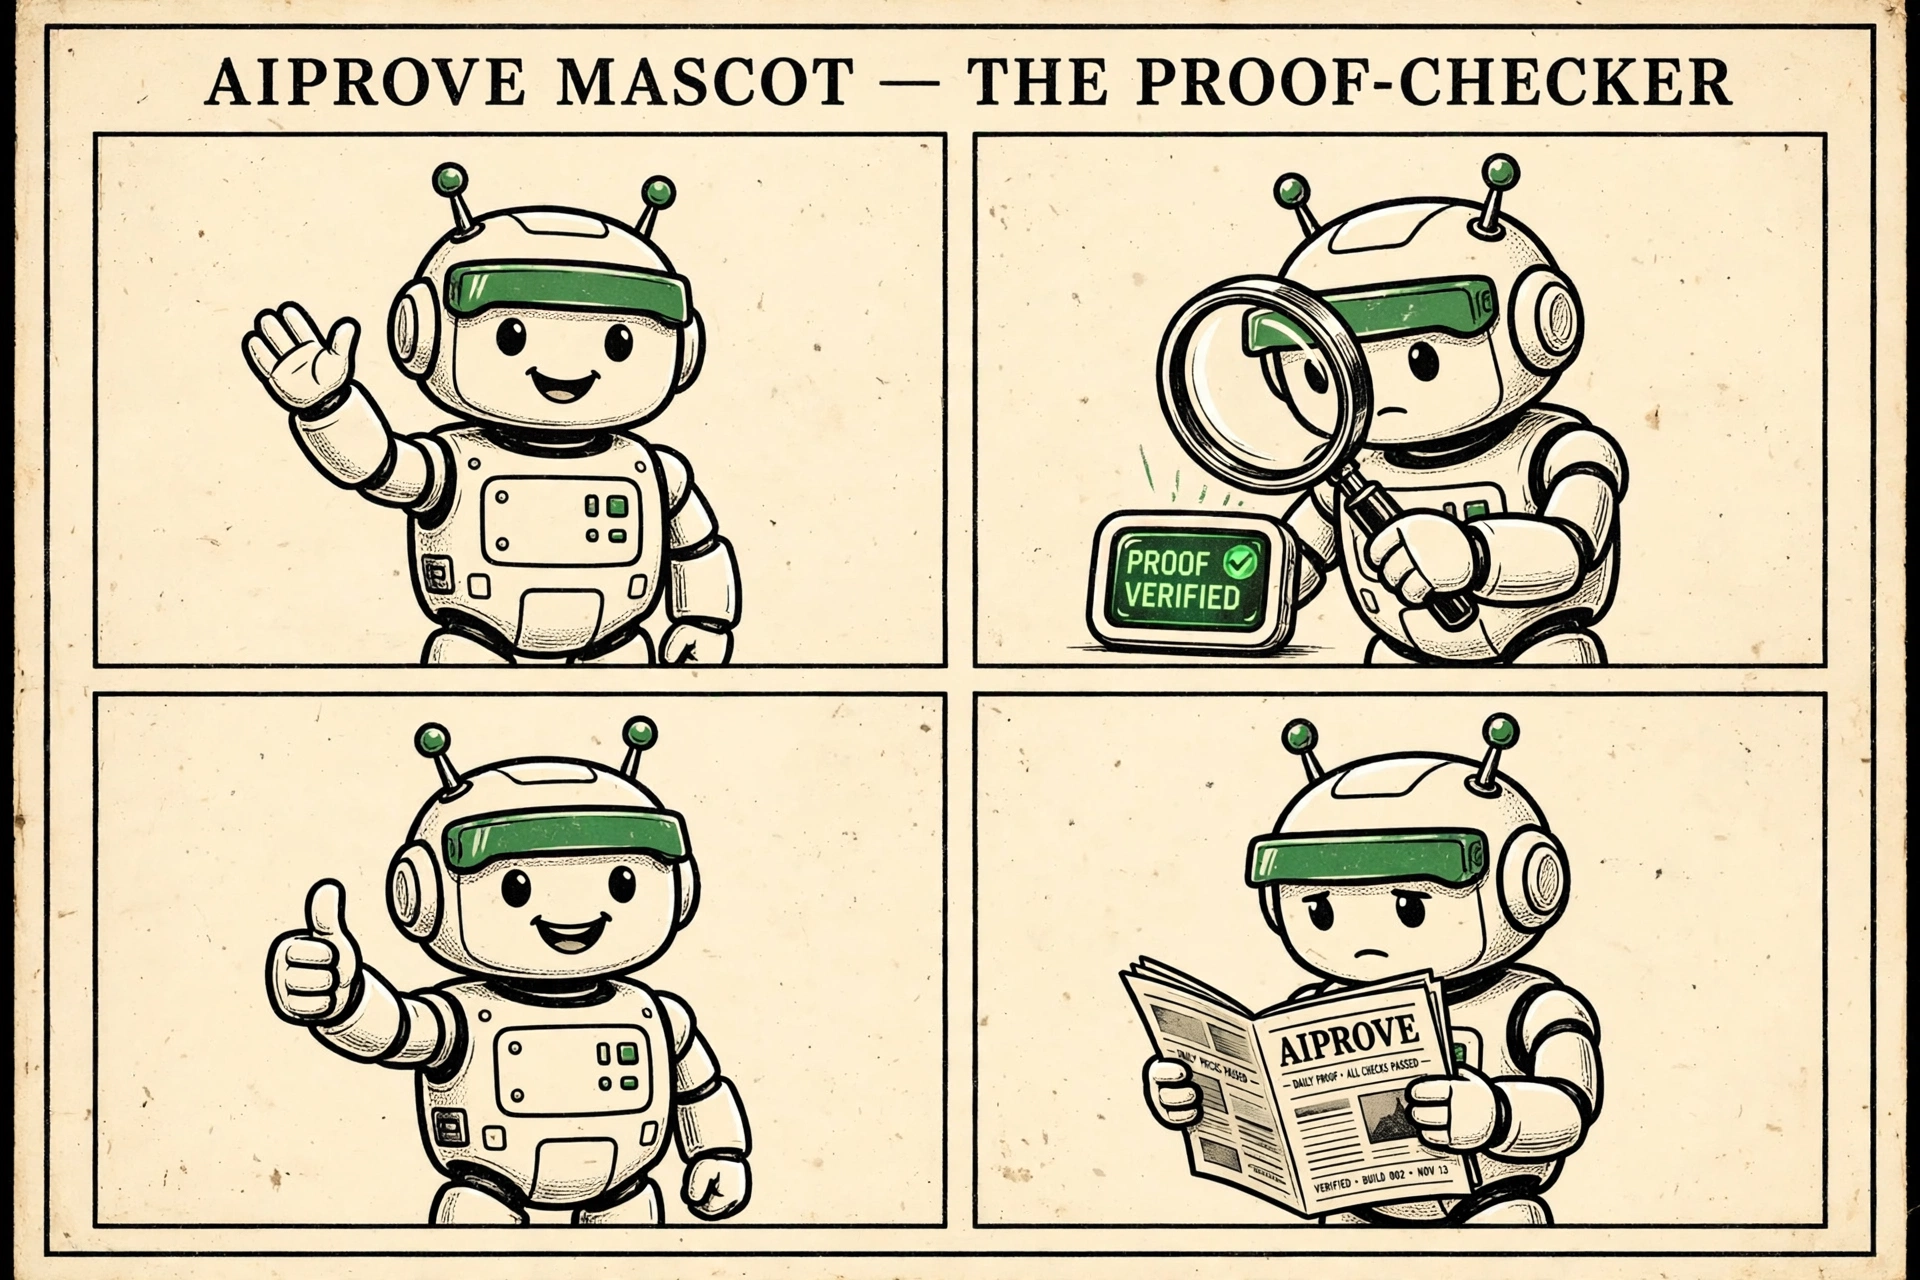 AIPROVE MASCOT — THE PROOF-CHECKER
PROOF
VERIFIED
AIPROVE
— DAILY PROOF • ALL CHECKS PASSED —
VERIFIED • BUILD 002 • NOV 13